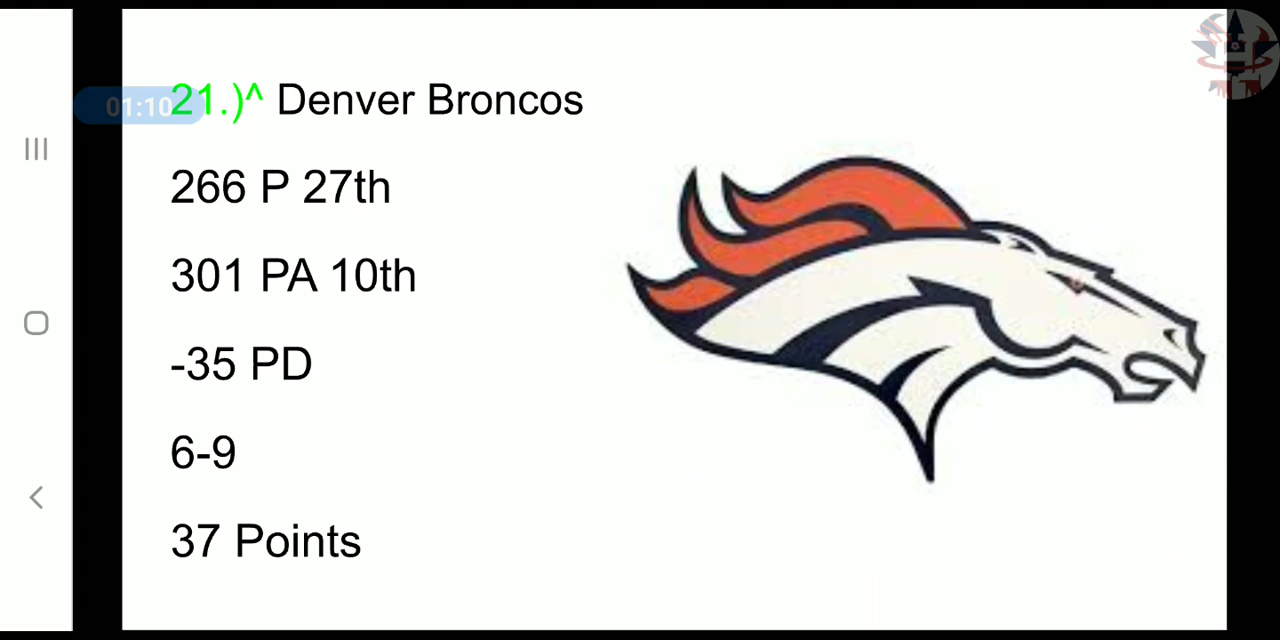 01:10
21.)^ Denver Broncos
266 P 27th
301 PA 10th
-35 PD
6-9
37 Points